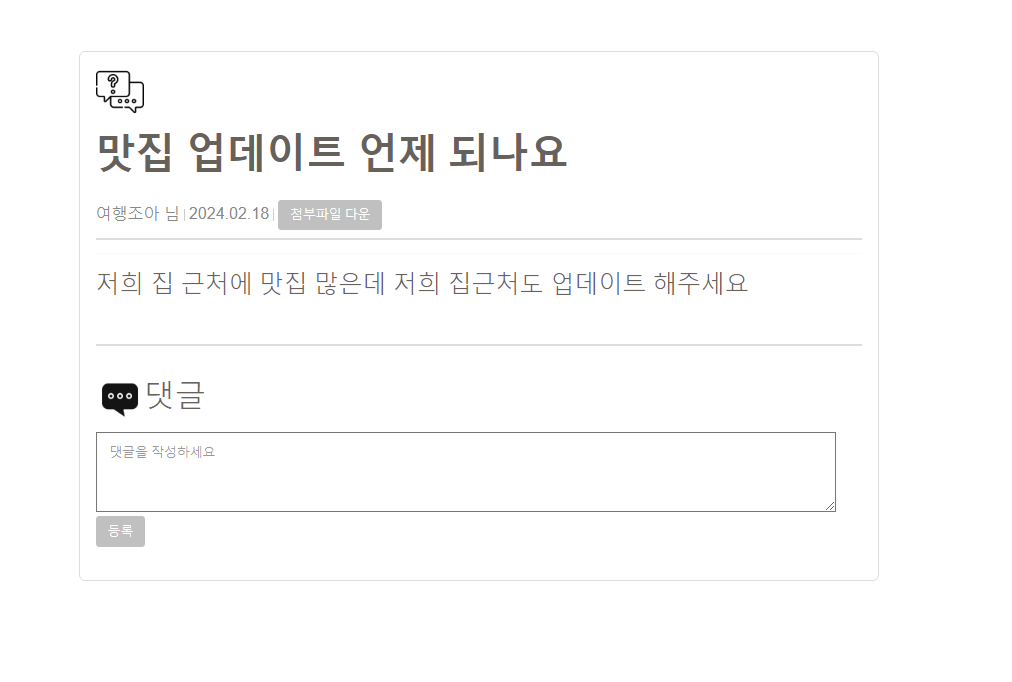 맛집 업데이트 언제 되나요
여행조아 님 | 2024.02.18 | 첨부파일 다운
저희 집 근처에 맛집 많은데 저희 집근처도 업데이트 해주세요
댓글
댓글을 작성하세요
등록